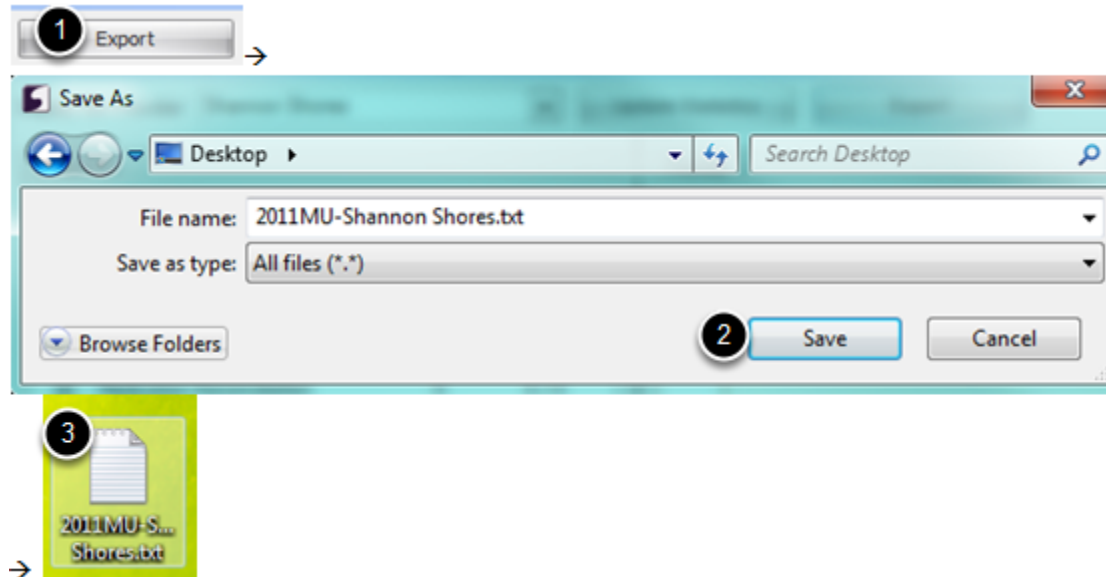 1 Export →
Save As
Desktop Search Desktop
File name: 2011MU-Shannon Shores.txt
Save as type: All files (*.*)
Browse Folders 2 Save Cancel
3
2011MU-S...
→ Shores.txt